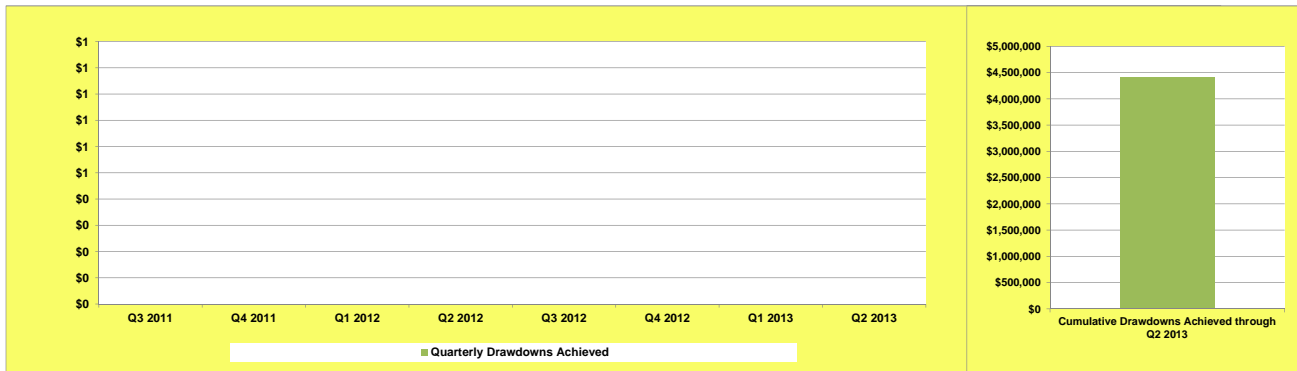 $1
$1
$1
$1
$1
$1
$0
$0
$0
$0
$0
Q3 2011
Q4 2011
Q1 2012
Q2 2012
Q3 2012
Q4 2012
Q1 2013
Q2 2013
Quarterly Drawdowns Achieved
$5,000,000
$4,500,000
$4,000,000
$3,500,000
$3,000,000
$2,500,000
$2,000,000
$1,500,000
$1,000,000
$500,000
$0
Cumulative Drawdowns Achieved through
Q2 2013